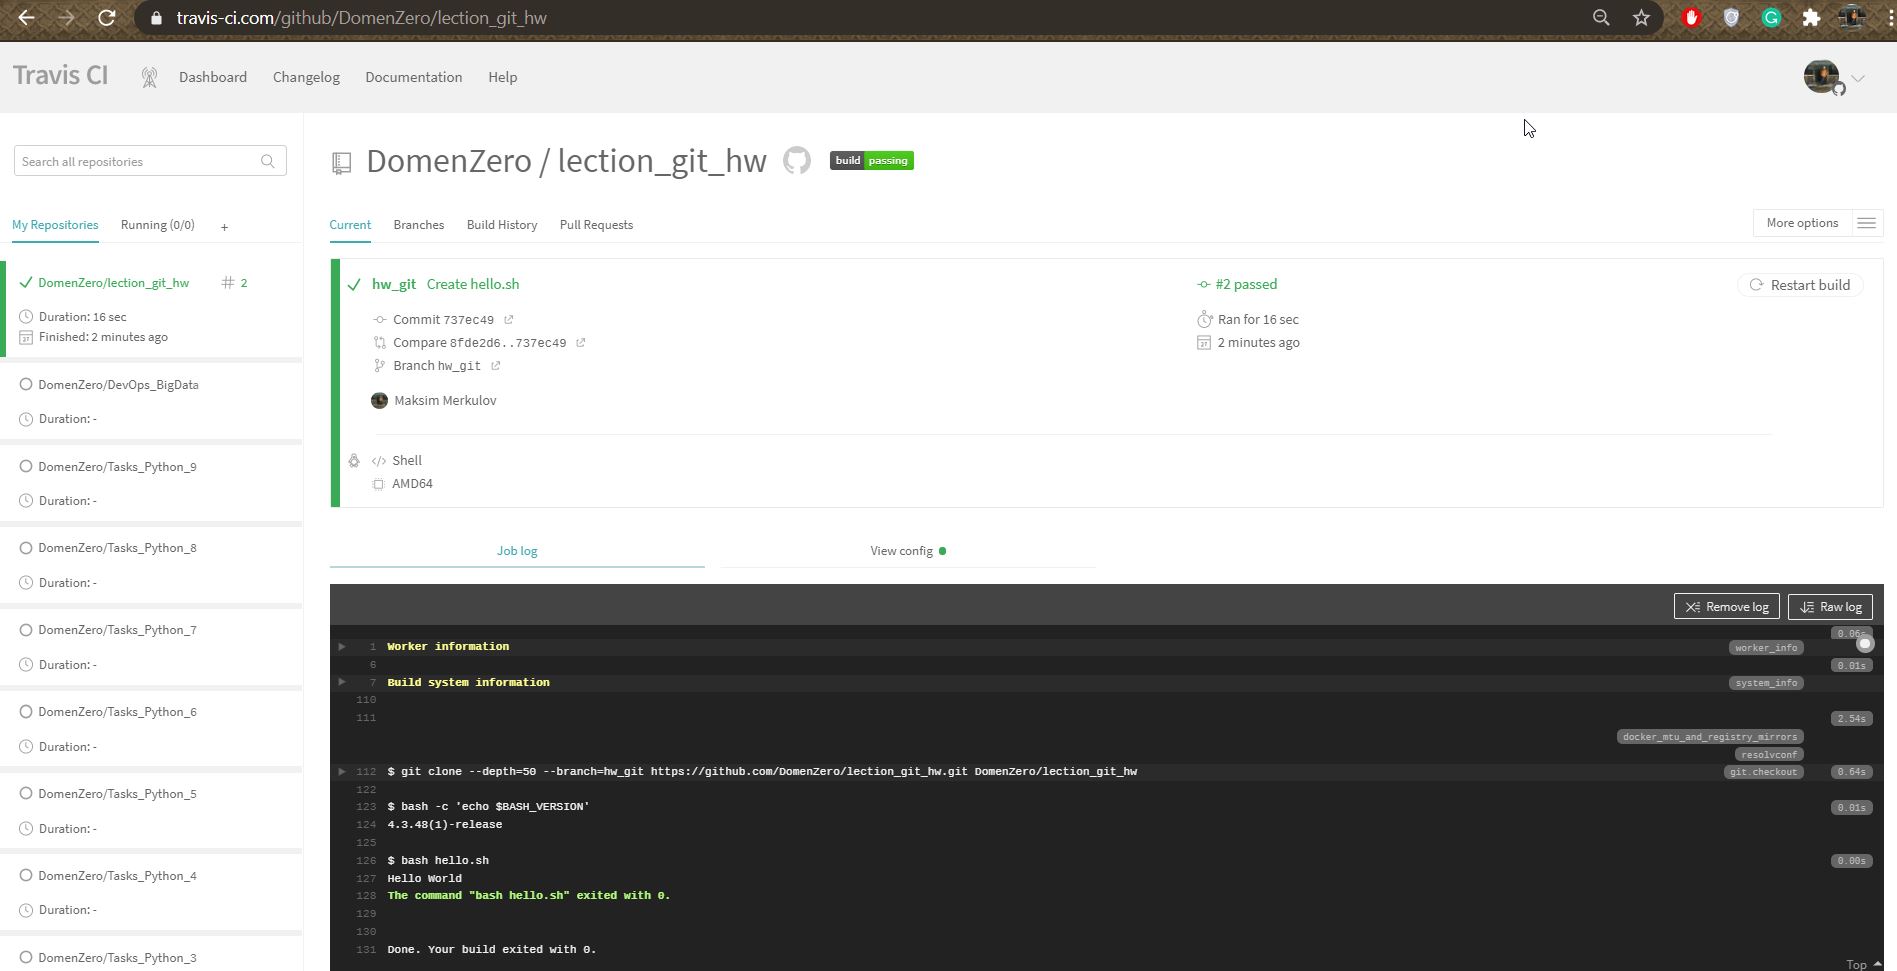 travis-ci.com/github/DomenZero/lection_git_hw
Travis CI
Dashboard
Changelog
Documentation
Help
Search all repositories
My Repositories
Running (0/0)
+
DomenZero/lection_git_hw
# 2
Duration: 16 sec
Finished: 2 minutes ago
DomenZero/DevOps_BigData
Duration: -
DomenZero/Tasks_Python_9
Duration: -
DomenZero/Tasks_Python_8
Duration: -
DomenZero/Tasks_Python_7
Duration: -
DomenZero/Tasks_Python_6
Duration: -
DomenZero/Tasks_Python_5
Duration: -
DomenZero/Tasks_Python_4
Duration: -
DomenZero/Tasks_Python_3
DomenZero / lection_git_hw
build passing
Current
Branches
Build History
Pull Requests
More options
hw_git Create hello.sh
Commit 737ec49
Compare 8fde2d6..737ec49
Branch hw_git
Maksim Merkulov
#2 passed
Ran for 16 sec
2 minutes ago
Restart build
</> Shell
AMD64
Job log
View config
Remove log
Raw log
0.06s
1 Worker information worker_info
6 0.01s
7 Build system information system_info
110
111 2.54s
docker_mtu_and_registry_mirrors
resolvconf
112 $ git clone --depth=50 --branch=hw_git https://github.com/DomenZero/lection_git_hw.git DomenZero/lection_git_hw git.checkout 0.64s
122
123 $ bash -c 'echo $BASH_VERSION' 0.01s
124 4.3.48(1)-release
125
126 $ bash hello.sh 0.00s
127 Hello World
128 The command "bash hello.sh" exited with 0.
129
130
131 Done. Your build exited with 0.
Top